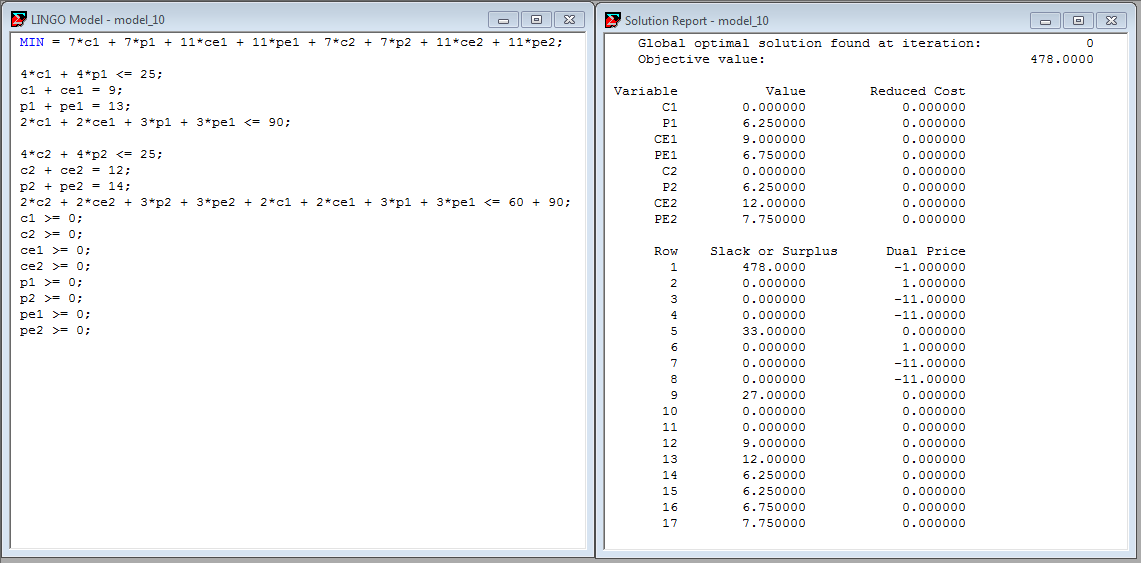 LINGO Model - model_10
MIN = 7*c1 + 7*p1 + 11*ce1 + 11*pe1 + 7*c2 + 7*p2 + 11*ce2 + 11*pe2;
4*c1 + 4*p1 <= 25;
c1 + ce1 = 9;
p1 + pe1 = 13;
2*c1 + 2*ce1 + 3*p1 + 3*pe1 <= 90;
4*c2 + 4*p2 <= 25;
c2 + ce2 = 12;
p2 + pe2 = 14;
2*c2 + 2*ce2 + 3*p2 + 3*pe2 + 2*c1 + 2*ce1 + 3*p1 + 3*pe1 <= 60 + 90;
c1 >= 0;
c2 >= 0;
ce1 >= 0;
ce2 >= 0;
p1 >= 0;
p2 >= 0;
pe1 >= 0;
pe2 >= 0;
Solution Report - model_10
Global optimal solution found at iteration: 0
Objective value: 478.0000
Variable Value Reduced Cost
C1 0.000000 0.000000
P1 6.250000 0.000000
CE1 9.000000 0.000000
PE1 6.750000 0.000000
C2 0.000000 0.000000
P2 6.250000 0.000000
CE2 12.00000 0.000000
PE2 7.750000 0.000000
Row Slack or Surplus Dual Price
1 478.0000 -1.000000
2 0.000000 1.000000
3 0.000000 -11.00000
4 0.000000 -11.00000
5 33.00000 0.000000
6 0.000000 1.000000
7 0.000000 -11.00000
8 0.000000 -11.00000
9 27.00000 0.000000
10 0.000000 0.000000
11 0.000000 0.000000
12 9.000000 0.000000
13 12.00000 0.000000
14 6.250000 0.000000
15 6.250000 0.000000
16 6.750000 0.000000
17 7.750000 0.000000